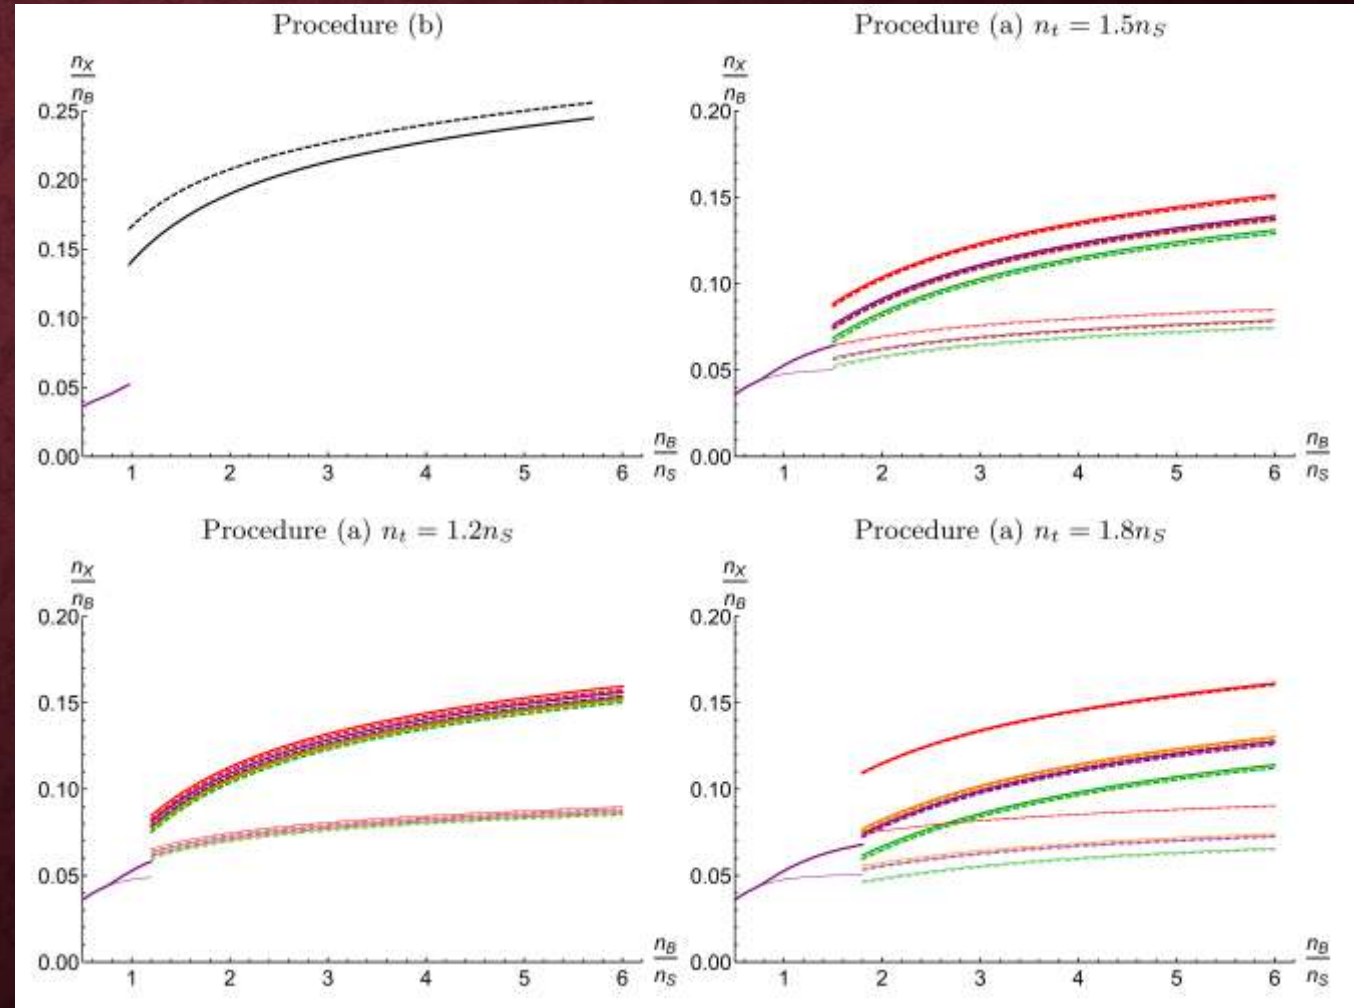 Procedure (b)
n_X
n_B
0.25
0.20
0.15
0.10
0.05
0.00
1 2 3 4 5 6
n_B
n_S
Procedure (a) n_t = 1.5n_S
n_X
n_B
0.20
0.15
0.10
0.05
0.00
1 2 3 4 5 6
n_B
n_S
Procedure (a) n_t = 1.2n_S
n_X
n_B
0.20
0.15
0.10
0.05
0.00
1 2 3 4 5 6
n_B
n_S
Procedure (a) n_t = 1.8n_S
n_X
n_B
0.20
0.15
0.10
0.05
0.00
1 2 3 4 5 6
n_B
n_S